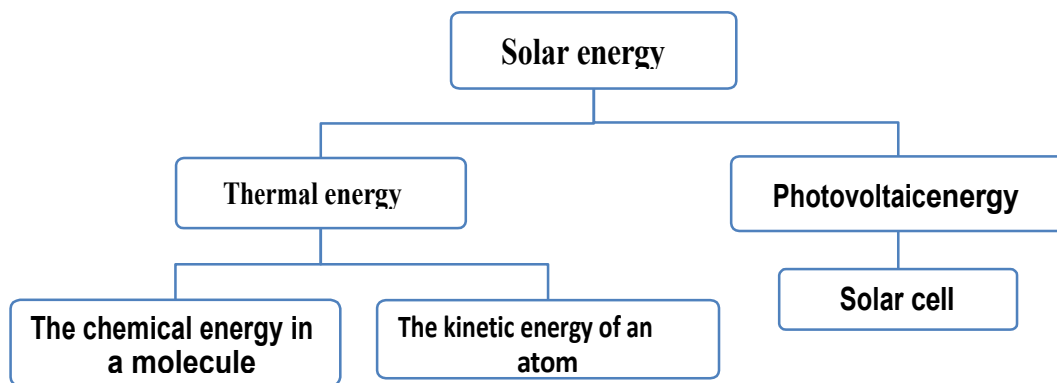 Solar energy
Thermal energy
Photovoltaicenergy
The chemical energy in
a molecule
The kinetic energy of an
atom
Solar cell